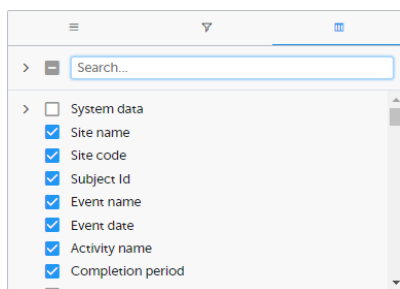 Search...
System data
Site name
Site code
Subject Id
Event name
Event date
Activity name
Completion period